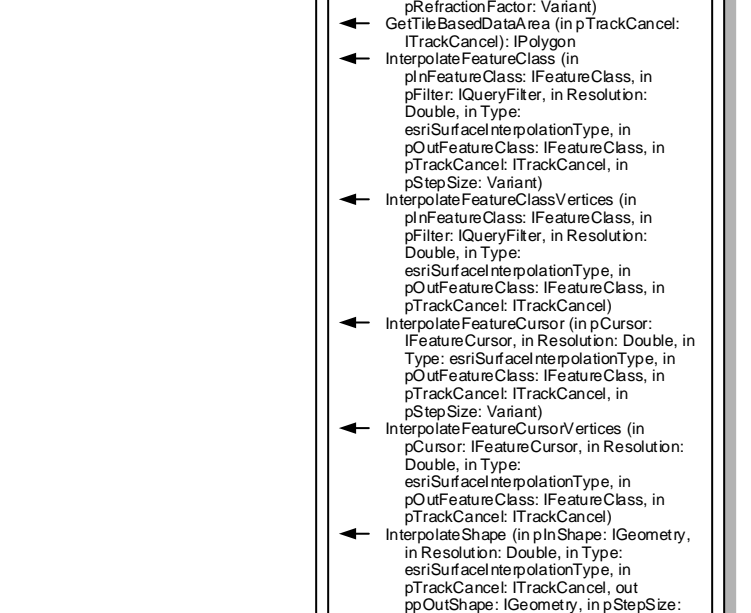 pRefractionFactor: Variant)
GetTileBasedDataArea (in pTrackCancel:
ITrackCancel): IPolygon
InterpolateFeatureClass (in
pInFeatureClass: IFeatureClass, in
pFilter: IQueryFilter, in Resolution:
Double, in Type:
esriSurfaceInterpolationType, in
pOutFeatureClass: IFeatureClass, in
pTrackCancel: ITrackCancel, in
pStepSize: Variant)
InterpolateFeatureClassVertices (in
pInFeatureClass: IFeatureClass, in
pFilter: IQueryFilter, in Resolution:
Double, in Type:
esriSurfaceInterpolationType, in
pOutFeatureClass: IFeatureClass, in
pTrackCancel: ITrackCancel)
InterpolateFeatureCursor (in pCursor:
IFeatureCursor, in Resolution: Double, in
Type: esriSurfaceInterpolationType, in
pOutFeatureClass: IFeatureClass, in
pTrackCancel: ITrackCancel, in
pStepSize: Variant)
InterpolateFeatureCursorVertices (in
pCursor: IFeatureCursor, in Resolution:
Double, in Type:
esriSurfaceInterpolationType, in
pOutFeatureClass: IFeatureClass, in
pTrackCancel: ITrackCancel)
InterpolateShape (in pInShape: IGeometry,
in Resolution: Double, in Type:
esriSurfaceInterpolationType, in
pTrackCancel: ITrackCancel, out
ppOutShape: IGeometry, in pStepSize: